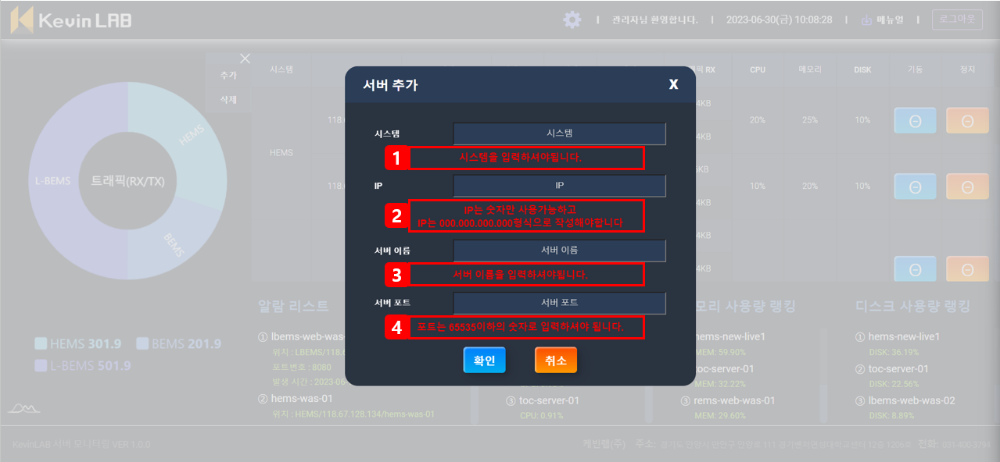 Kevin LAB
관리자님 환영합니다.
2023-06-30(금) 10:08:28
메뉴얼
로그아웃
추가
삭제
시스템
RX
CPU
메모리
DISK
기동
정지
서버 추가
X
시스템
시스템
1
시스템을 입력하셔야됩니다.
IP
IP
2
IP는 숫자만 사용가능하고
IP는 000.000.000.000형식으로 작성해야합니다
서버 이름
서버 이름
3
서버 이름을 입력하셔야됩니다.
서버 포트
서버 포트
4
포트는 65535이하의 숫자로 입력하셔야 됩니다.
확인
취소
HEMS
L-BEMS
트래픽(RX/TX)
BEMS
HEMS 301.9
BEMS 201.9
L-BEMS 501.9
HEMS
118.
118.
4KB
20%
25%
10%
4KB
4KB
10%
20%
10%
4KB
4KB
4KB
알람 리스트
① lbems-web-was-
위치 : LBEMS/118.
포트번호 : 8080
발생 시간 : 2023-06-
② hems-was-01
위치 : HEMS/118.67.128.134/hems-was-01
③ toc-server-01
CPU: 0.91%
모리 사용량 랭킹
hems-new-live1
MEM: 59.90%
toc-server-01
MEM: 32.22%
③ rems-web-was-01
MEM: 29.60%
디스크 사용량 랭킹
① hems-new-live1
DISK: 36.19%
② toc-server-01
DISK: 22.56%
③ lbems-web-was-02
DISK: 8.89%
KevinLAB 서버 모니터링 VER 1.0.0
케빈랩(주)
주소:
전화: 031-400-3794